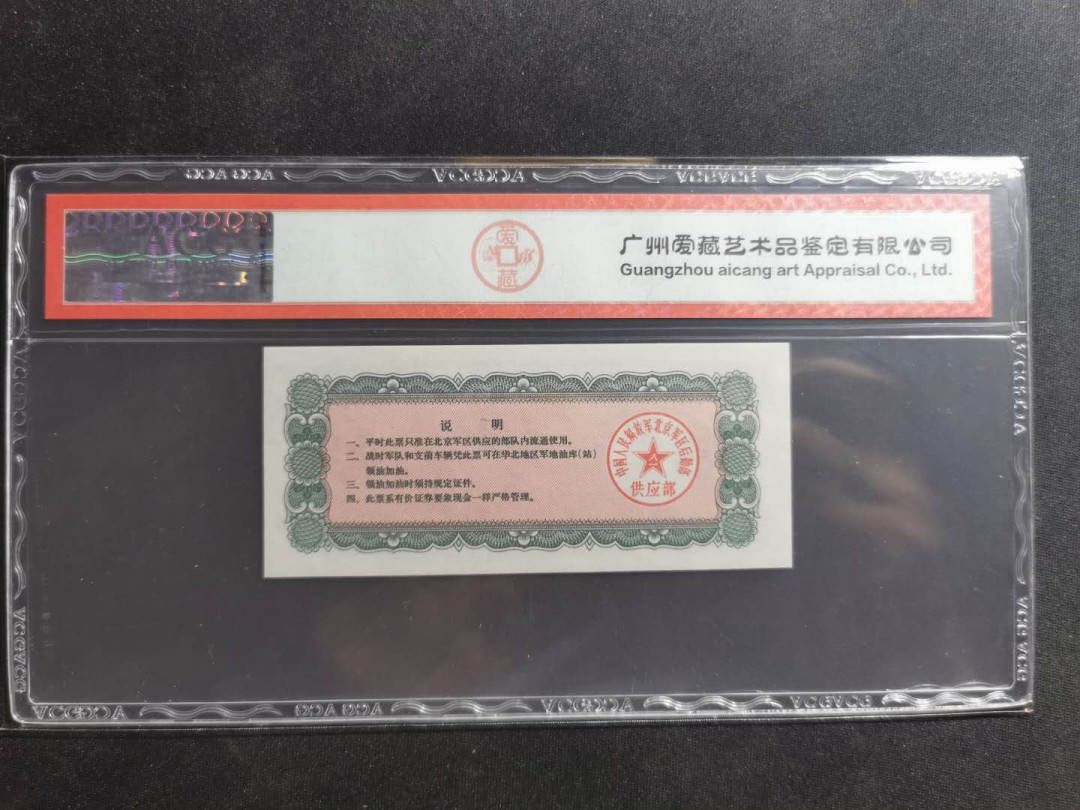 爱藏
广州爱藏艺术品鉴定有限公司
Guangzhou aicang art Appraisal Co., Ltd.
说 明
一、平时此票只准在北京军区供应的部队内流通使用。
二、战时军队和支前车辆凭此票可在华北地区军地油库(站)
领油加油。
三、领油加油时须持规定证件。
四、此票系有价证券要象现金一样严格管理。
中国人民解放军北京军区后勤部
供应部